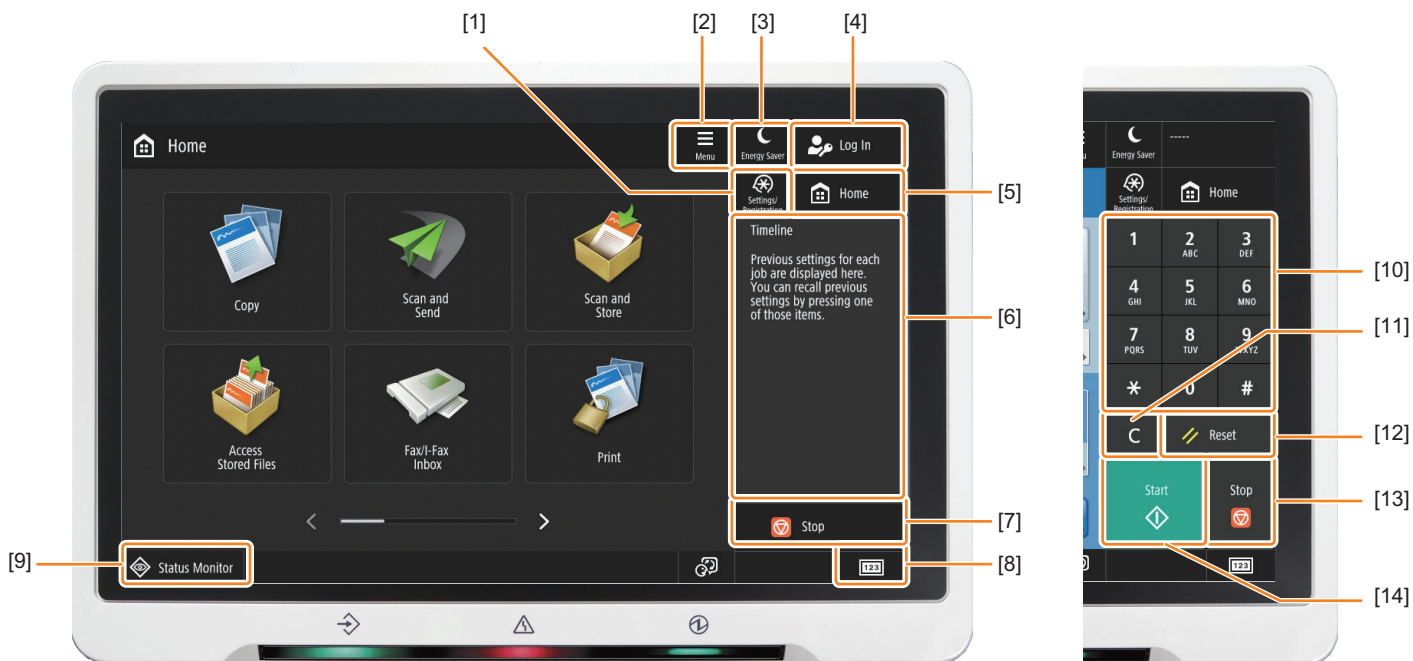 [1]
[2]
[3]
[4]
Home
Menu
Energy Saver
Log In
Settings/
Registration
Home
[5]
Copy
Scan and
Send
Scan and
Store
Timeline
Previous settings for each
job are displayed here.
You can recall previous
settings by pressing one
of those items.
[6]
Access
Stored Files
Fax/I-Fax
Inbox
Print
Stop
[7]
[9]
Status Monitor
123
[8]
u
Energy Saver
-----
Settings/
Registration
Home
1
2
ABC
3
DEF
[10]
4
GHI
5
JKL
6
MNO
[11]
7
PQRS
8
TUV
9
WXYZ
*
0
#
C
Reset
[12]
Start
Stop
[13]
123
[14]